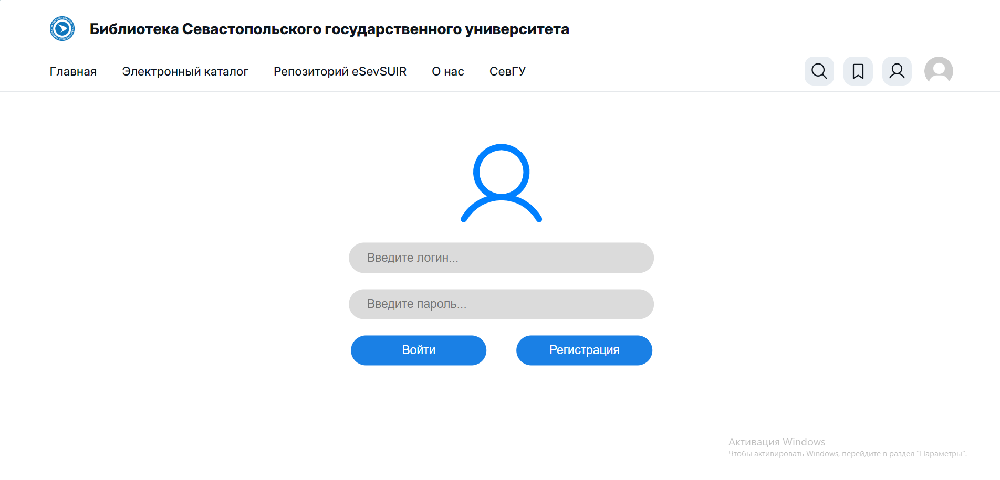 Библиотека Севастопольского государственного университета
Главная
Электронный каталог
Репозиторий eSevSUIR
О нас
СевГУ
Введите логин...
Введите пароль...
Войти
Регистрация
Активация Windows
Чтобы активировать Windows, перейдите в раздел "Параметры".